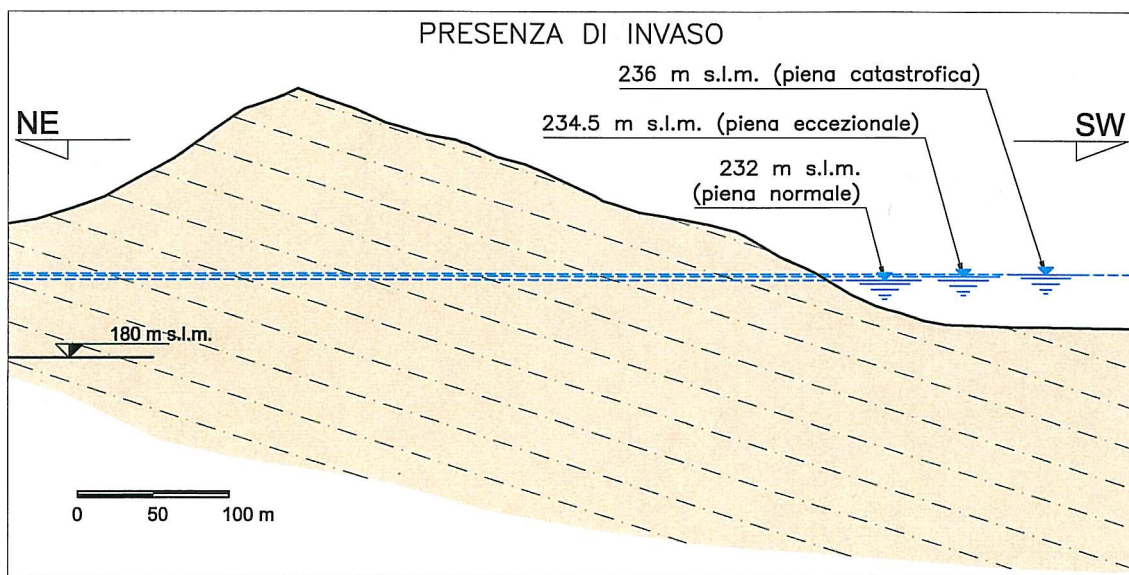 PRESENZA DI INVASO
236 m s.l.m. (piena catastrofica)
NE
234.5 m s.l.m. (piena eccezionale)
SW
232 m s.l.m.
(piena normale)
180 m s.l.m.
0 50 100 m